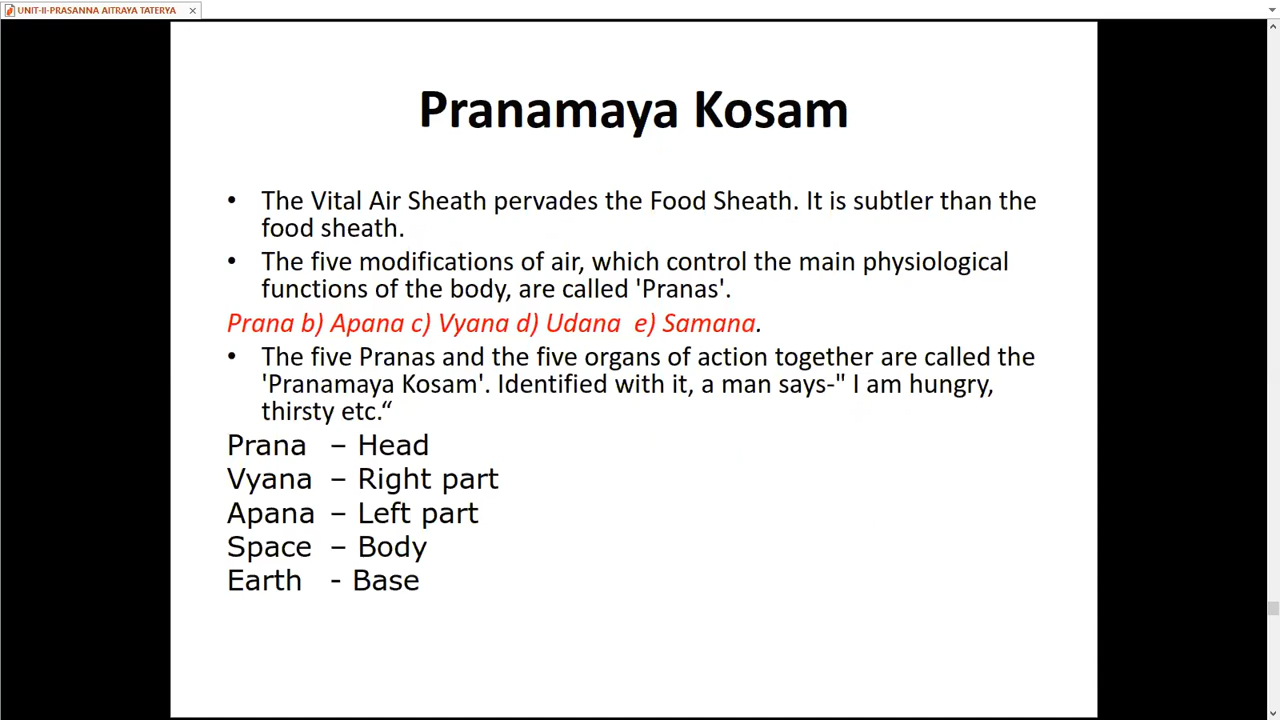 UNIT-II-PRASANNA AITRAYA TATERYA
Pranamaya Kosam
• The Vital Air Sheath pervades the Food Sheath. It is subtler than the
food sheath.
• The five modifications of air, which control the main physiological
functions of the body, are called 'Pranas'.
Prana b) Apana c) Vyana d) Udana e) Samana.
• The five Pranas and the five organs of action together are called the
'Pranamaya Kosam'. Identified with it, a man says-" I am hungry,
thirsty etc.“
Prana – Head
Vyana – Right part
Apana – Left part
Space – Body
Earth - Base